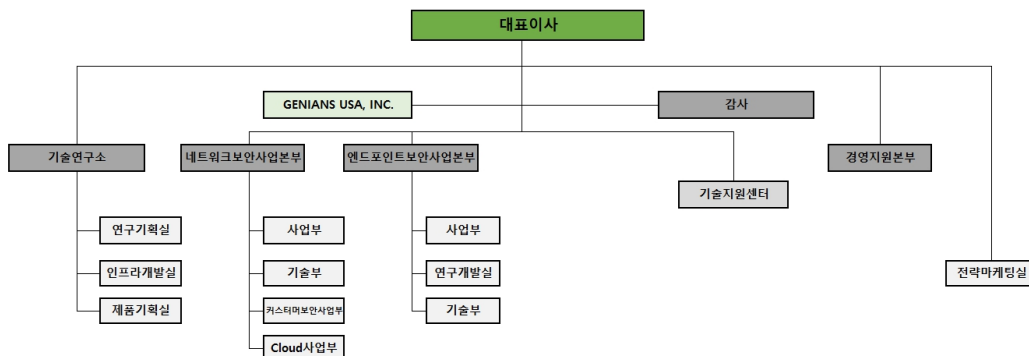 대표이사
GENIANS USA, INC.
감사
기술연구소
네트워크보안사업본부
엔드포인트보안사업본부
경영지원본부
기술지원센터
연구기획실
사업부
사업부
인프라개발실
기술부
연구개발실
전략마케팅실
제품기획실
커스터머보안사업부
기술부
Cloud사업부